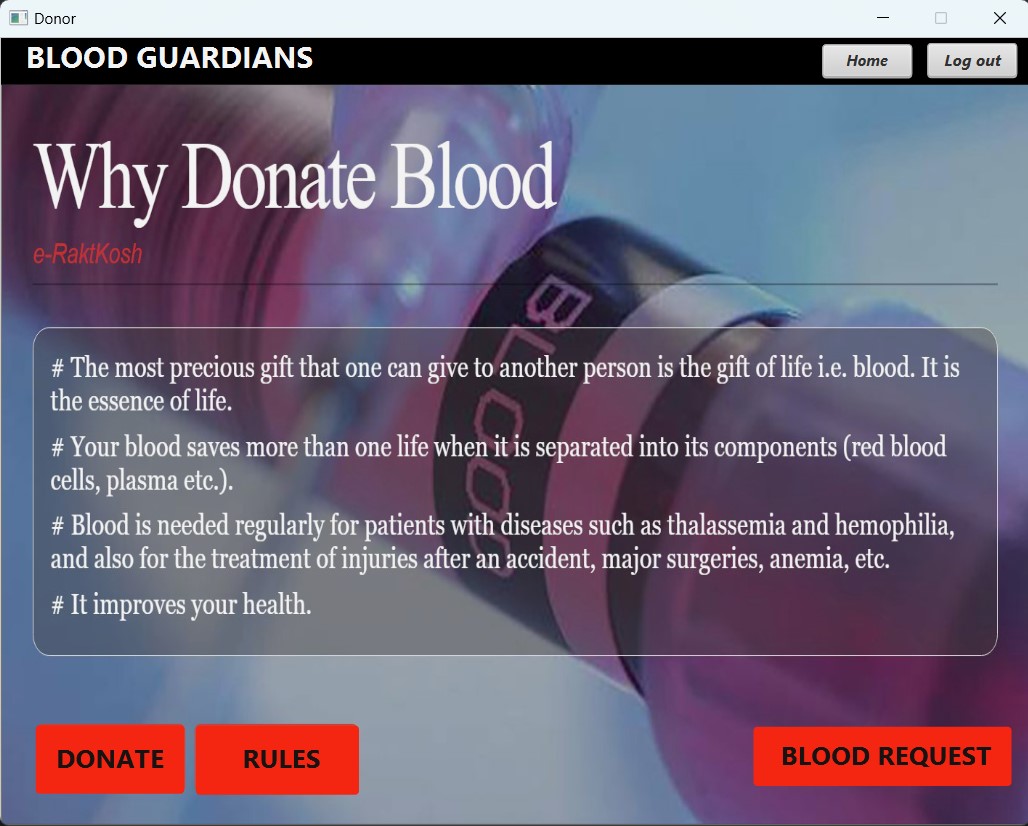 Donor
BLOOD GUARDIANS
Home
Log out
Why Donate Blood
e-RaktKosh
# The most precious gift that one can give to another person is the gift of life i.e. blood. It is
the essence of life.
# Your blood saves more than one life when it is separated into its components (red blood
cells, plasma etc.).
# Blood is needed regularly for patients with diseases such as thalassemia and hemophilia,
and also for the treatment of injuries after an accident, major surgeries, anemia, etc.
# It improves your health.
DONATE
RULES
BLOOD REQUEST